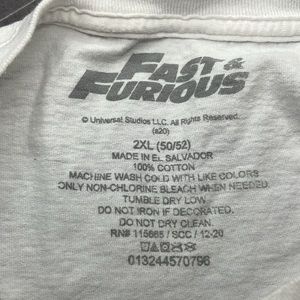 FAST &
FURIOUS
© Universal Studios LLC. All Rights Reserved.
(s20)
2XL (50/52)
MADE IN EL SALVADOR
100% COTTON
MACHINE WASH COLD WITH LIKE COLORS
ONLY NON-CHLORINE BLEACH WHEN NEEDED
TUMBLE DRY LOW
DO NOT IRON IF DECORATED.
DO NOT DRY CLEAN.
RN# 115668 / SCC / 12-20
013244570796